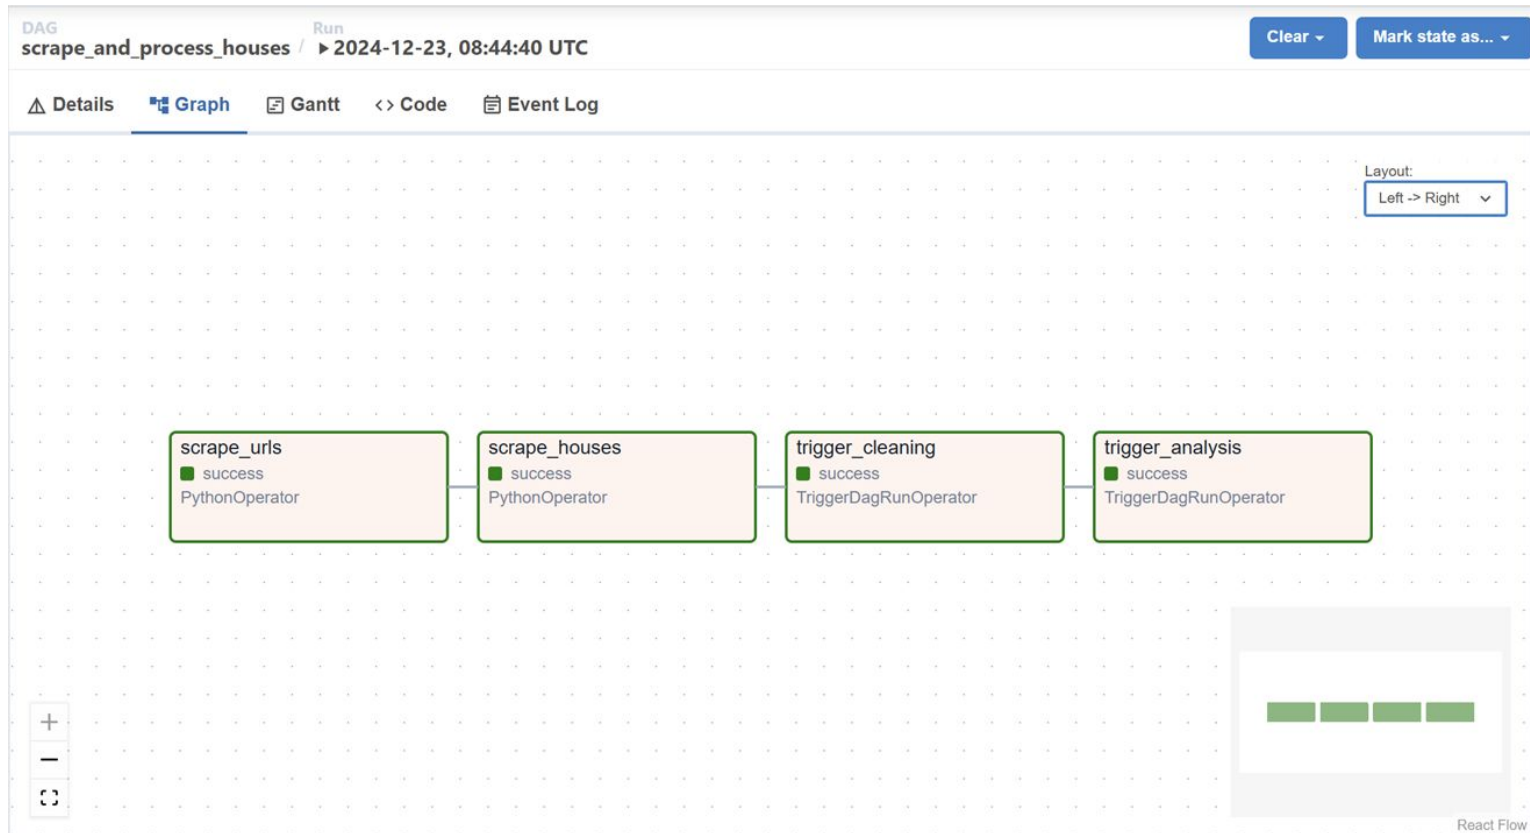 DAG
Run
scrape_and_process_houses / 2024-12-23, 08:44:40 UTC
Clear
Mark state as...
Details
Graph
Gantt
Code
Event Log
Layout:
Left -> Right
scrape_urls
success
PythonOperator
scrape_houses
success
PythonOperator
trigger_cleaning
success
TriggerDagRunOperator
trigger_analysis
success
TriggerDagRunOperator
React Flow